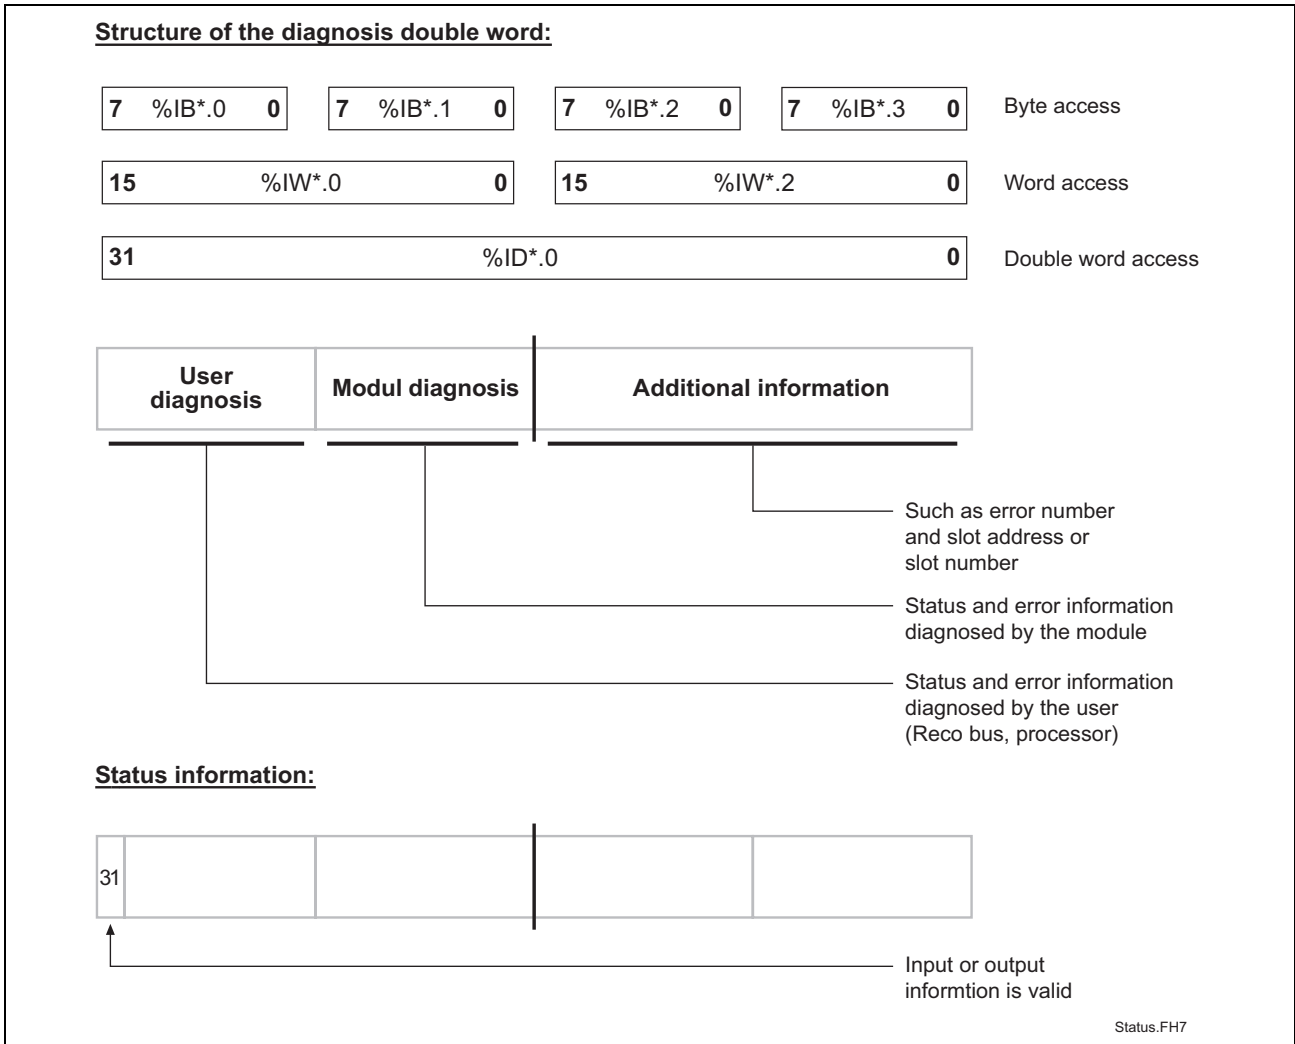 Structure of the diagnosis double word:
7 %IB*.0 0 7 %IB*.1 0 7 %IB*.2 0 7 %IB*.3 0 Byte access
15 %IW*.0 0 15 %IW*.2 0 Word access
31 %ID*.0 0 Double word access
User
diagnosis
Modul diagnosis
Additional information
Such as error number
and slot address or
slot number
Status and error information
diagnosed by the module
Status and error information
diagnosed by the user
(Reco bus, processor)
Status information:
31
Input or output
informtion is valid
Status.FH7